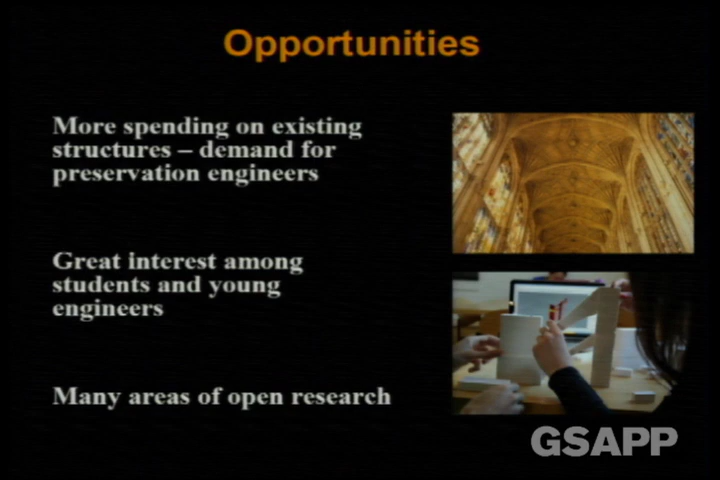 Opportunities
More spending on existing
structures – demand for
preservation engineers
Great interest among
students and young
engineers
Many areas of open research
GSAPP